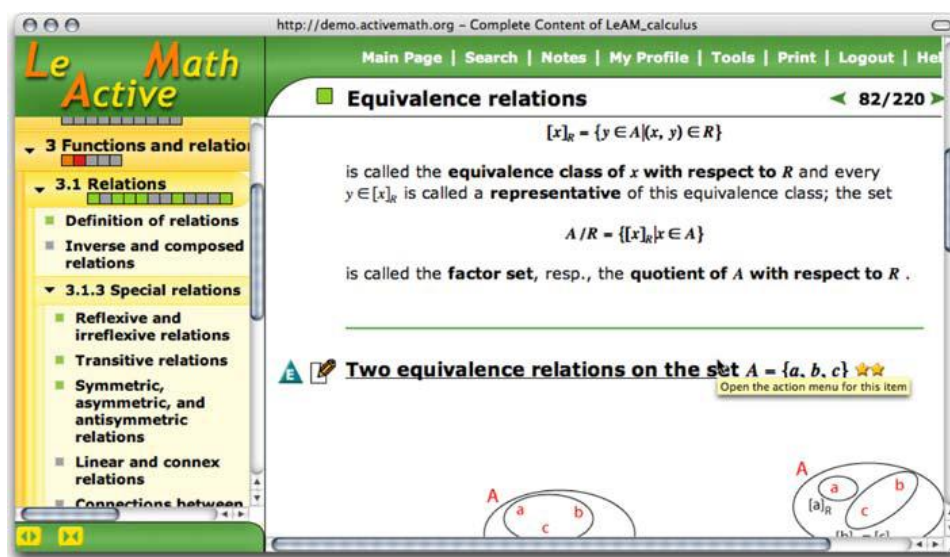 http://demo.activemath.org – Complete Content of LeAM_calculus
Le Math
Active
Main Page | Search | Notes | My Profile | Tools | Print | Logout |
Equivalence relations
82/220
3 Functions and
3.1 Relations
Definition of relations
Inverse and composed
relations
3.1.3 Special relations
Reflexive and
irreflexive relations
Transitive relations
Symmetric,
asymmetric, and
antisymmetric
relations
Linear and connex
relations
Connections between
[x]R = {y ∈ A|(x, y) ∈ R}
is called the equivalence class of x with respect to R and every
y ∈ [x]R is called a representative of this equivalence class; the set
A/R = {[x]R|x ∈ A}
is called the factor set, resp., the quotient of A with respect to R .
E
Two equivalence relations on the set A = {a, b, c}
Open the action menu for this item
A
a b
c
A
a b
[a]R c